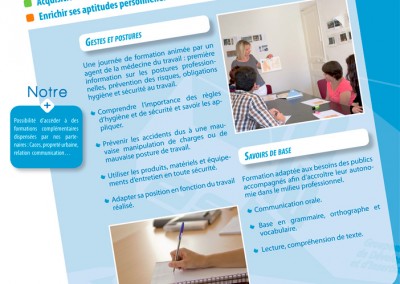 Acquisit
Enrichir ses aptitudes personnel
GESTES ET POSTURES
Une journée de formation animée par un
agent de la médecine du travail : première
information sur les postures profession-
nelles, prévention des risques, obligations
hygiène et sécurité au travail.
Comprendre l'importance des règles
d'hygiène et de sécurité et savoir les ap-
pliquer.
Prévenir les accidents dus à une mau-
vaise manipulation de charges ou de
mauvaise posture de travail.
Utiliser les produits, matériels et équipe-
ments d'entretien en toute sécurité.
Adapter sa position en fonction du travail
réalisé.
Notre
+
Possibilité d'accéder à des
formations complémentaires
dispensées par nos parte-
naires : Caces, propreté urbaine,
relation communication…
SAVOIRS DE BASE
Formation adaptée aux besoins des publics
accompagnés afin d'accroître leur autono-
mie dans le milieu professionnel.
Communication orale.
Base en grammaire, orthographe et
vocabulaire.
Lecture, compréhension de texte.